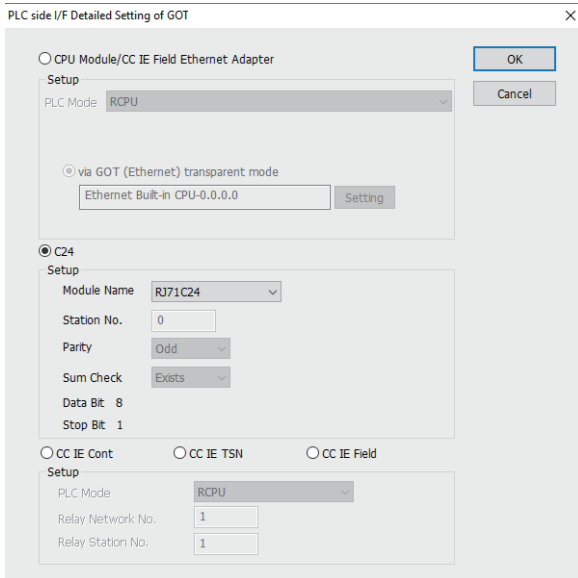 PLC side I/F Detailed Setting of GOT
CPU Module/CC IE Field Ethernet Adapter
OK
Setup
Cancel
PLC Mode RCPU
via GOT (Ethernet) transparent mode
Ethernet Built-in CPU-0.0.0.0 Setting
C24
Setup
Module Name RJ71C24
Station No. 0
Parity Odd
Sum Check Exists
Data Bit 8
Stop Bit 1
CC IE Cont CC IE TSN CC IE Field
Setup
PLC Mode RCPU
Relay Network No. 1
Relay Station No. 1